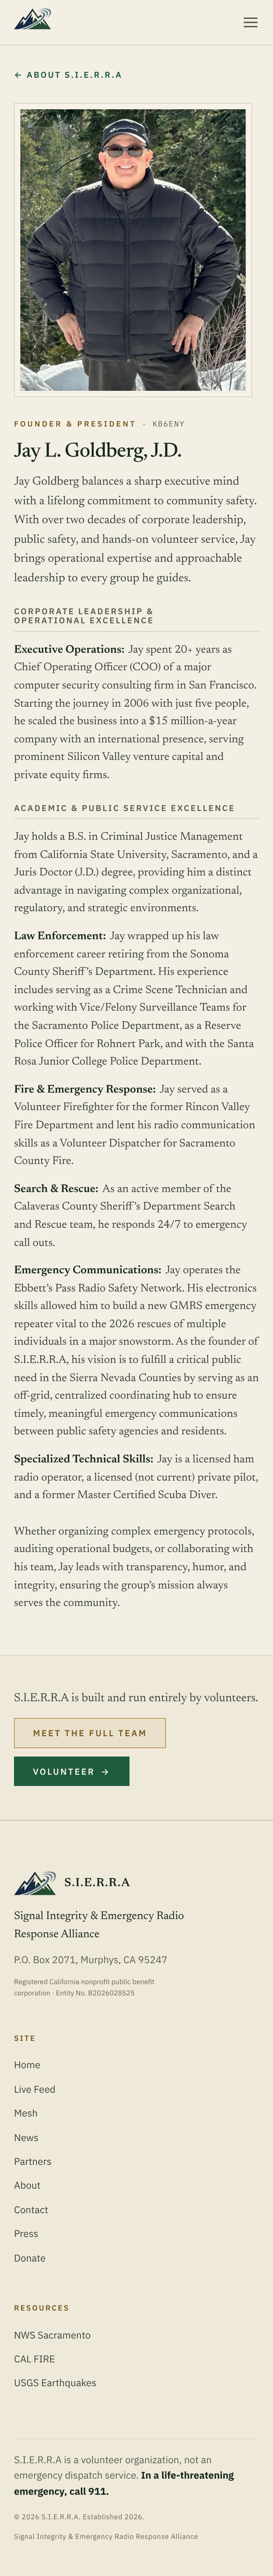 ← ABOUT S.I.E.R.R.A
FOUNDER & PRESIDENT · KB6ENY
Jay L. Goldberg, J.D.
Jay Goldberg balances a sharp executive mind
with a lifelong commitment to community safety.
With over two decades of corporate leadership,
public safety, and hands-on volunteer service, Jay
brings operational expertise and approachable
leadership to every group he guides.
CORPORATE LEADERSHIP &
OPERATIONAL EXCELLENCE
Executive Operations: Jay spent 20+ years as
Chief Operating Officer (COO) of a major
computer security consulting firm in San Francisco.
Starting the journey in 2006 with just five people,
he scaled the business into a $15 million-a-year
company with an international presence, serving
prominent Silicon Valley venture capital and
private equity firms.
ACADEMIC & PUBLIC SERVICE EXCELLENCE
Jay holds a B.S. in Criminal Justice Management
from California State University, Sacramento, and a
Juris Doctor (J.D.) degree, providing him a distinct
advantage in navigating complex organizational,
regulatory, and strategic environments.
Law Enforcement: Jay wrapped up his law
enforcement career retiring from the Sonoma
County Sheriff's Department. His experience
includes serving as a Crime Scene Technician and
working with Vice/Felony Surveillance Teams for
the Sacramento Police Department, as a Reserve
Police Officer for Rohnert Park, and with the Santa
Rosa Junior College Police Department.
Fire & Emergency Response: Jay served as a
Volunteer Firefighter for the former Rincon Valley
Fire Department and lent his radio communication
skills as a Volunteer Dispatcher for Sacramento
County Fire.
Search & Rescue: As an active member of the
Calaveras County Sheriff's Department Search
and Rescue team, he responds 24/7 to emergency
call outs.
Emergency Communications: Jay operates the
Ebbett's Pass Radio Safety Network. His electronics
skills allowed him to build a new GMRS emergency
repeater vital to the 2026 rescues of multiple
individuals in a major snowstorm. As the founder of
S.I.E.R.R.A, his vision is to fulfill a critical public
need in the Sierra Nevada Counties by serving as an
off-grid, centralized coordinating hub to ensure
timely, meaningful emergency communications
between public safety agencies and residents.
Specialized Technical Skills: Jay is a licensed ham
radio operator, a licensed (not current) private pilot,
and a former Master Certified Scuba Diver.
Whether organizing complex emergency protocols,
auditing operational budgets, or collaborating with
his team, Jay leads with transparency, humor, and
integrity, ensuring the group's mission always
serves the community.
S.I.E.R.R.A is built and run entirely by volunteers.
MEET THE FULL TEAM
VOLUNTEER →
S.I.E.R.R.A
Signal Integrity & Emergency Radio
Response Alliance
P.O. Box 2071, Murphys, CA 95247
Registered California nonprofit public benefit
corporation · Entity No. B2026028525
SITE
Home
Live Feed
Mesh
News
Partners
About
Contact
Press
Donate
RESOURCES
NWS Sacramento
CAL FIRE
USGS Earthquakes
S.I.E.R.R.A is a volunteer organization, not an
emergency dispatch service. In a life-threatening
emergency, call 911.
© 2026 S.I.E.R.R.A. Established 2026.
Signal Integrity & Emergency Radio Response Alliance